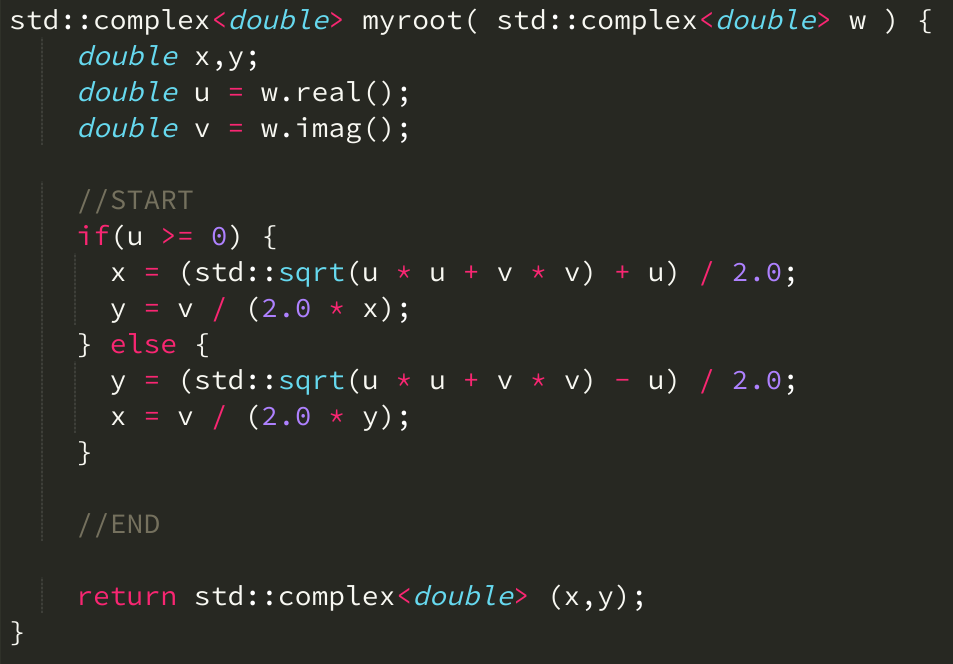 std::complex<double> myroot( std::complex<double> w ) {
    double x,y;
    double u = w.real();
    double v = w.imag();

    //START
    if(u >= 0) {
      x = (std::sqrt(u * u + v * v) + u) / 2.0;
      y = v / (2.0 * x);
    } else {
      y = (std::sqrt(u * u + v * v) - u) / 2.0;
      x = v / (2.0 * y);
    }

    //END

    return std::complex<double> (x,y);
}